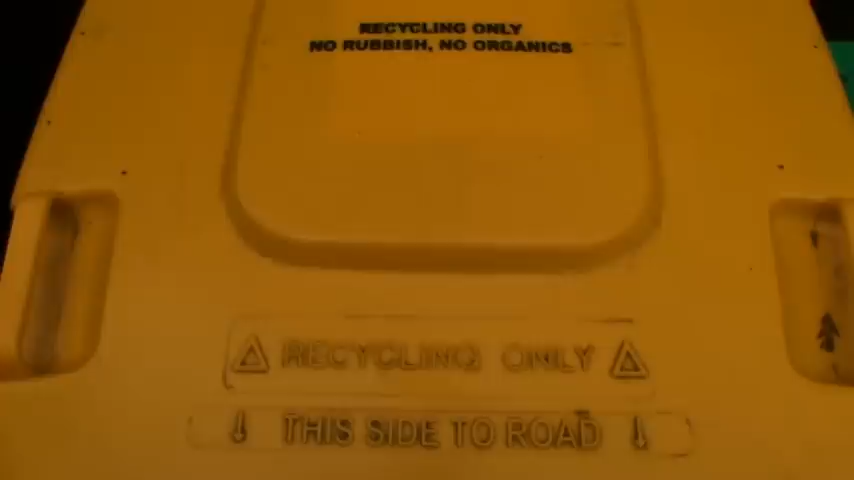 RECYCLING ONLY
NO RUBBISH, NO ORGANICS
RECYCLING ONLY
THIS SIDE TO ROAD